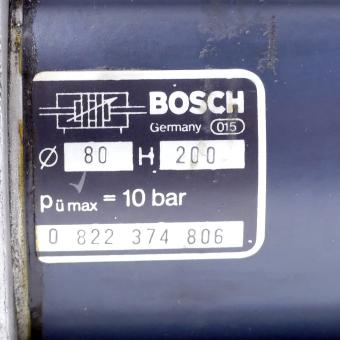 BOSCH
Germany 015
Ø 80 H 200
pü max = 10 bar
0 822 374 806